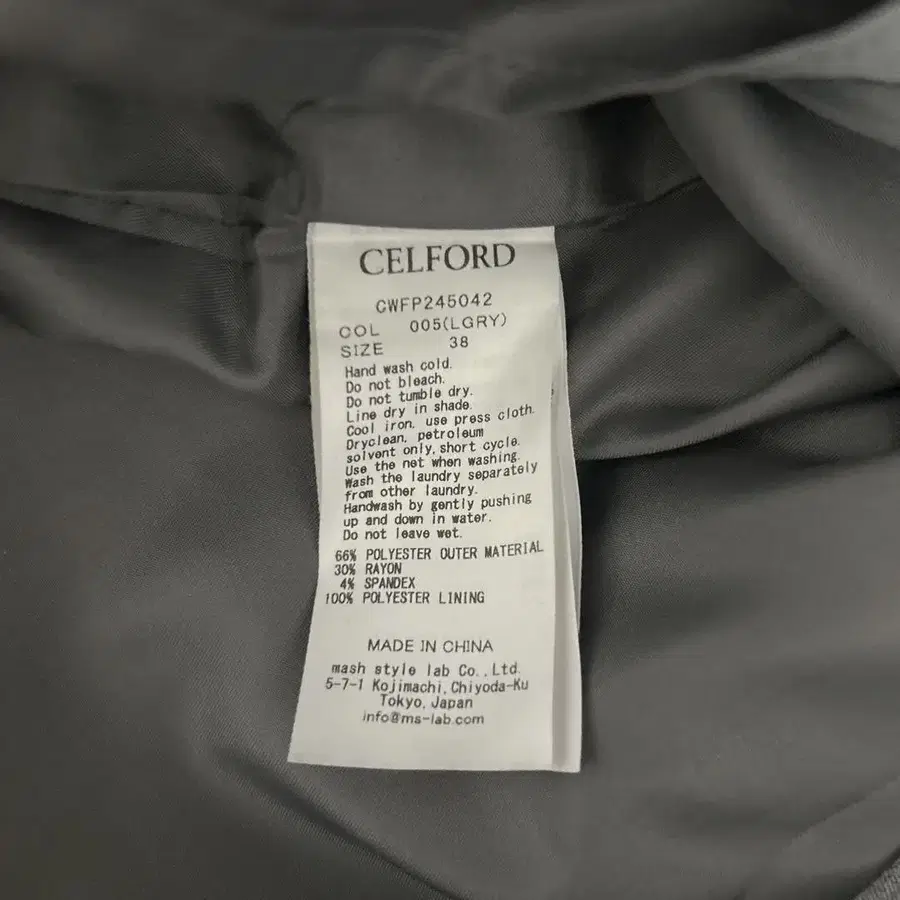 CELFORD
CWFP245042
COL 005(LGRY)
SIZE 38
Hand wash cold.
Do not bleach.
Do not tumble dry.
Line dry in shade.
Cool iron. use press cloth.
Dryclean. petroleum
solvent only, short cycle.
Use the net when washing.
Wash the laundry separately
from other laundry.
Handwash by gently pushing
up and down in water.
Do not leave wet.
66% POLYESTER OUTER MATERIAL
30% RAYON
4% SPANDEX
100% POLYESTER LINING
MADE IN CHINA
mash style lab Co.,Ltd.
5-7-1 Kojimachi, Chiyoda-Ku
Tokyo, Japan
info@ms-lab.com